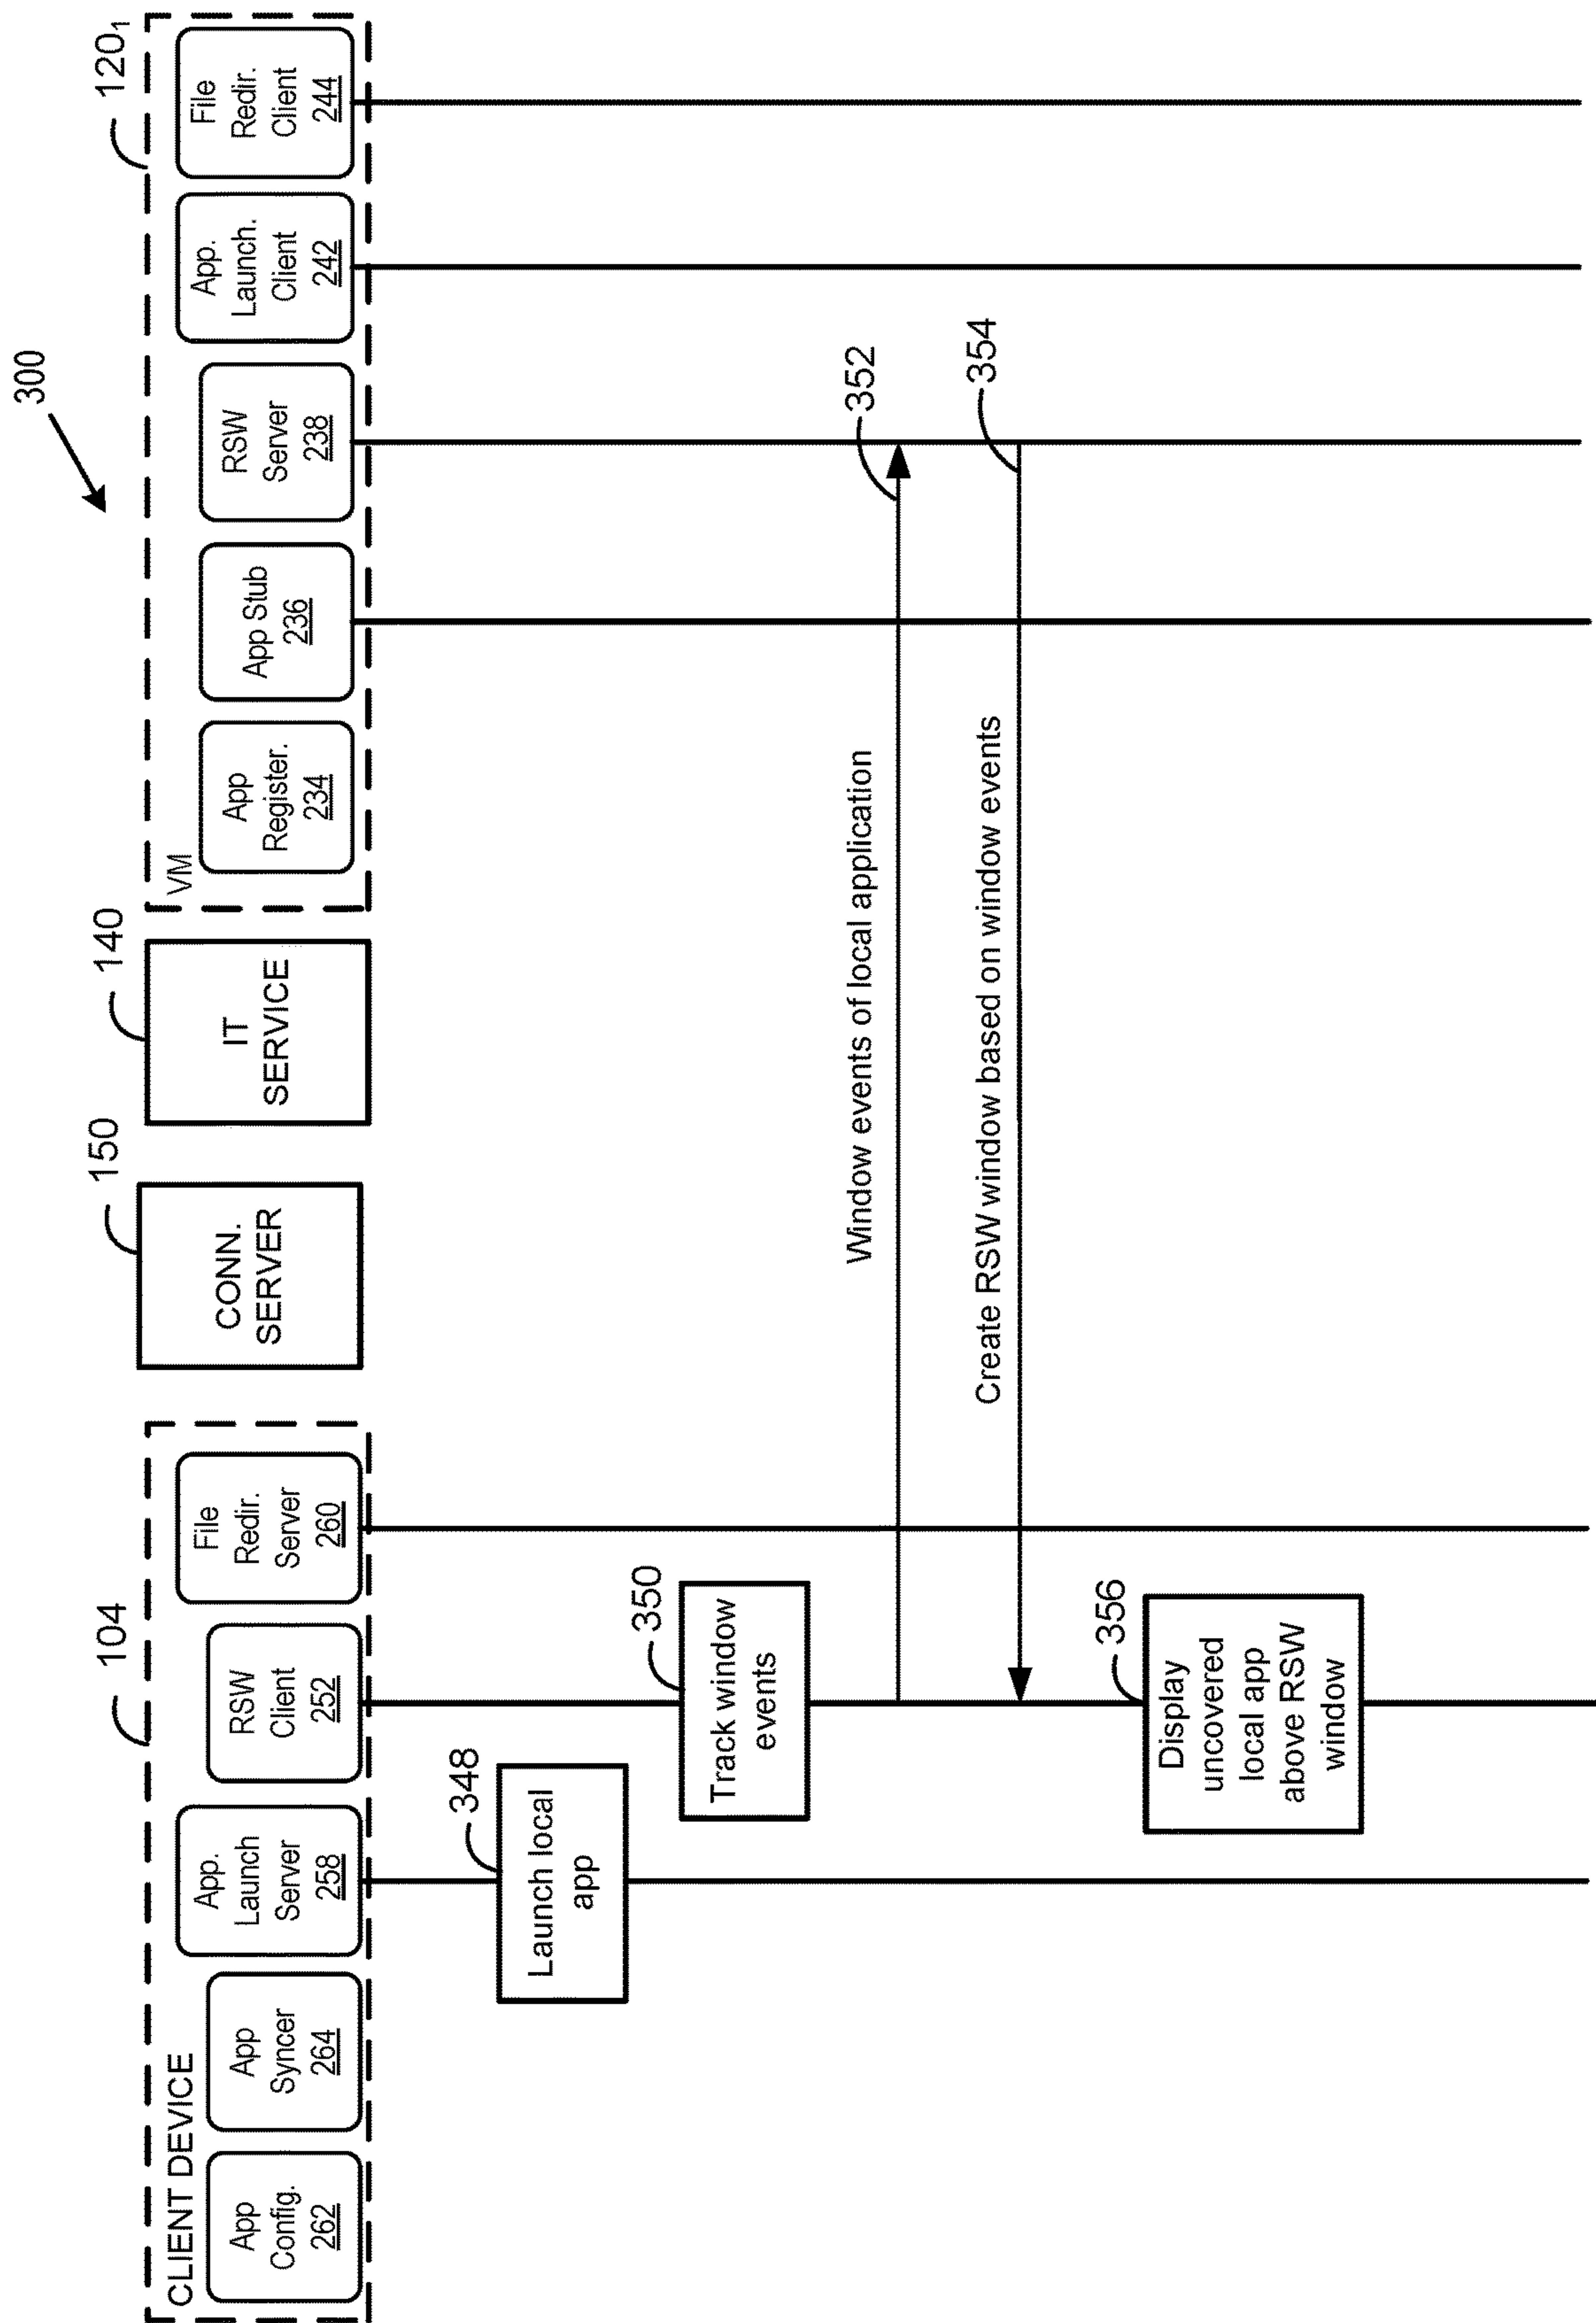 300
104
150
140
120₁
CLIENT DEVICE
App
Config.
262
App
Syncer
264
App.
Launch
Server
258
RSW
Client
252
File
Redir.
Server
260
CONN.
SERVER
IT
SERVICE
VM
App
Register.
234
App Stub
236
RSW
Server
238
App.
Launch.
Client
242
File
Redir.
Client
244
348
Launch local
app
350
Track window
events
Window events of local application
352
Create RSW window based on window events
354
356
Display
uncovered
local app
above RSW
window